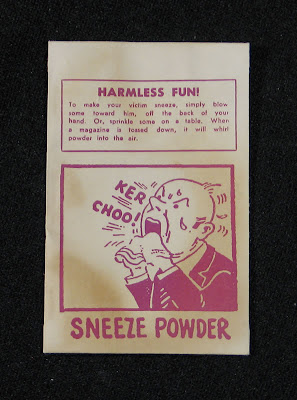 HARMLESS FUN!
To make your victim sneeze, simply blow
some toward him, off the back of your
hand. Or, sprinkle some on a table. When
a magazine is tossed down, it will whirl
powder into the air.
KER
CHOO!
SNEEZE POWDER